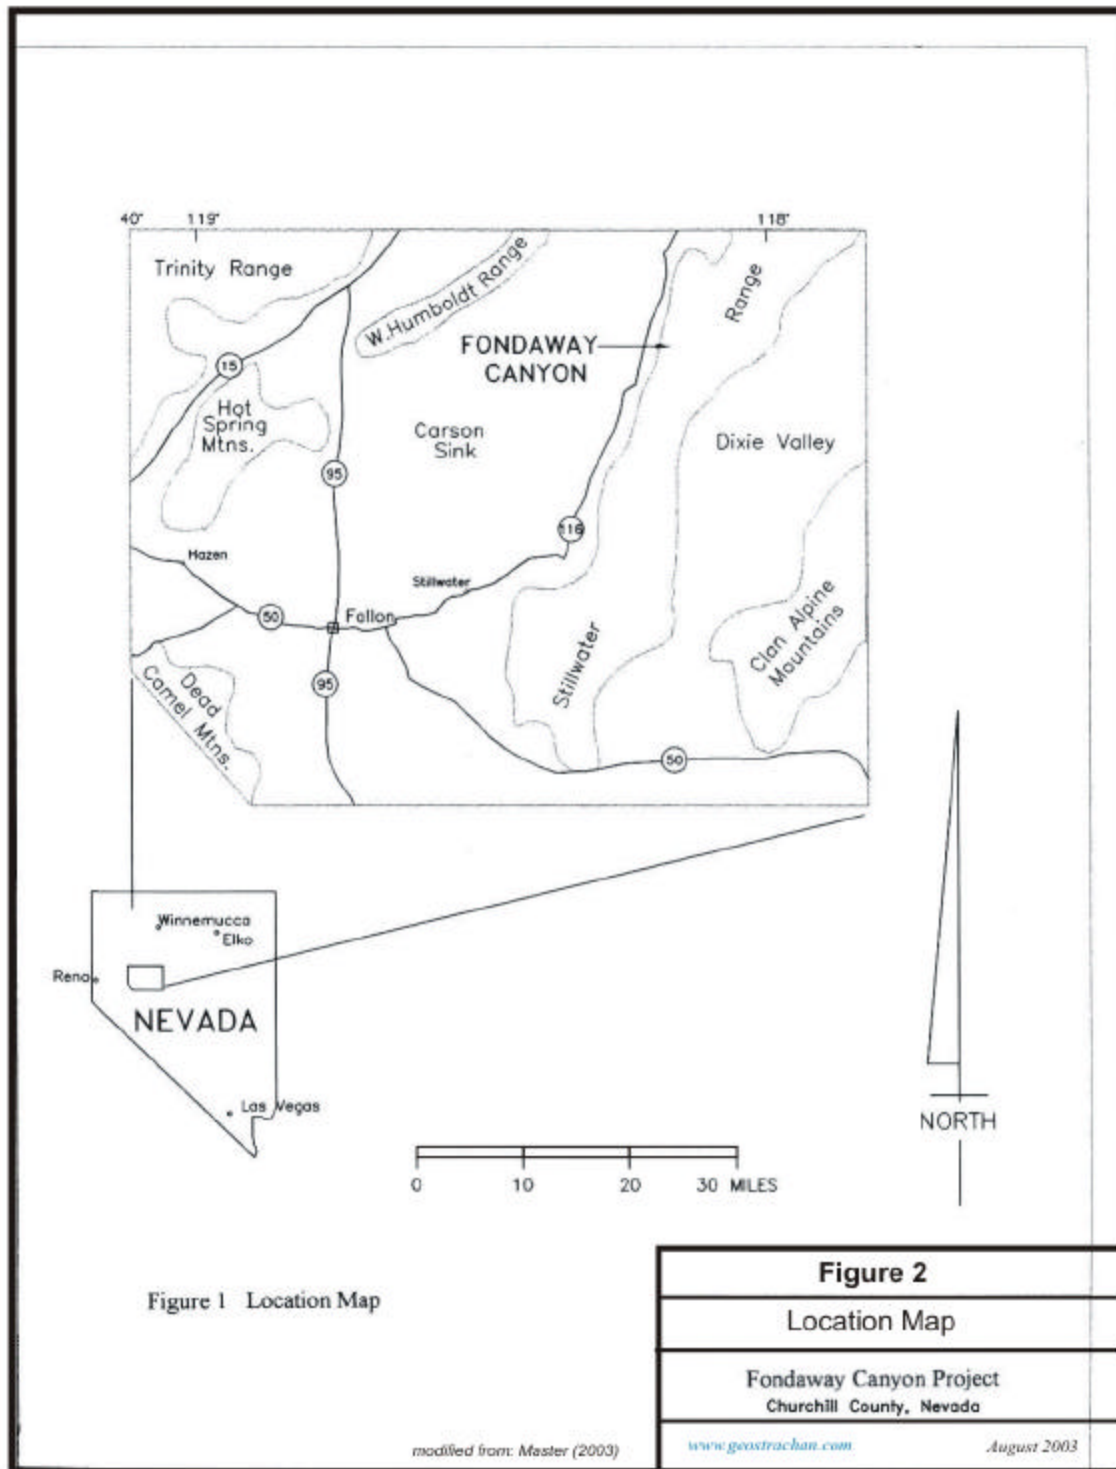 40° 119° 118°
Trinity Range
W. Humboldt Range
Range
FONDAWAY
CANYON
15
Hot
Spring
Mtns.
Carson
Sink
Dixie Valley
95
116
Hazen
Stillwater
50
Fallon
Clan Alpine
Mountains
Stillwater
95
Dead
Camel Mtns.
50
Winnemucca
Elko
Reno
NEVADA
Las Vegas
NORTH
0 10 20 30 MILES
Figure 1 Location Map
Figure 2
Location Map
Fondaway Canyon Project
Churchill County, Nevada
modified from: Master (2003)
www.geostrachan.com August 2003